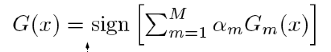 G(x) = sign [∑_{m=1}^{M} α_m G_m(x)]